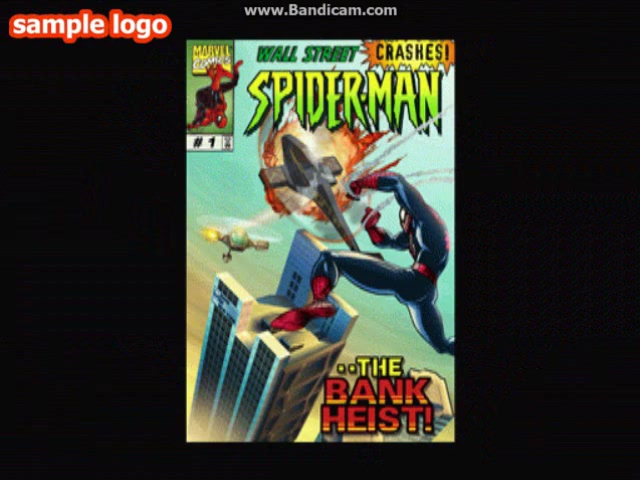 www.Bandicam.com
sample logo
MARVEL
COMICS
WALL STREET CRASHES!
SPIDER-MAN
#1
..THE
BANK
HEIST!